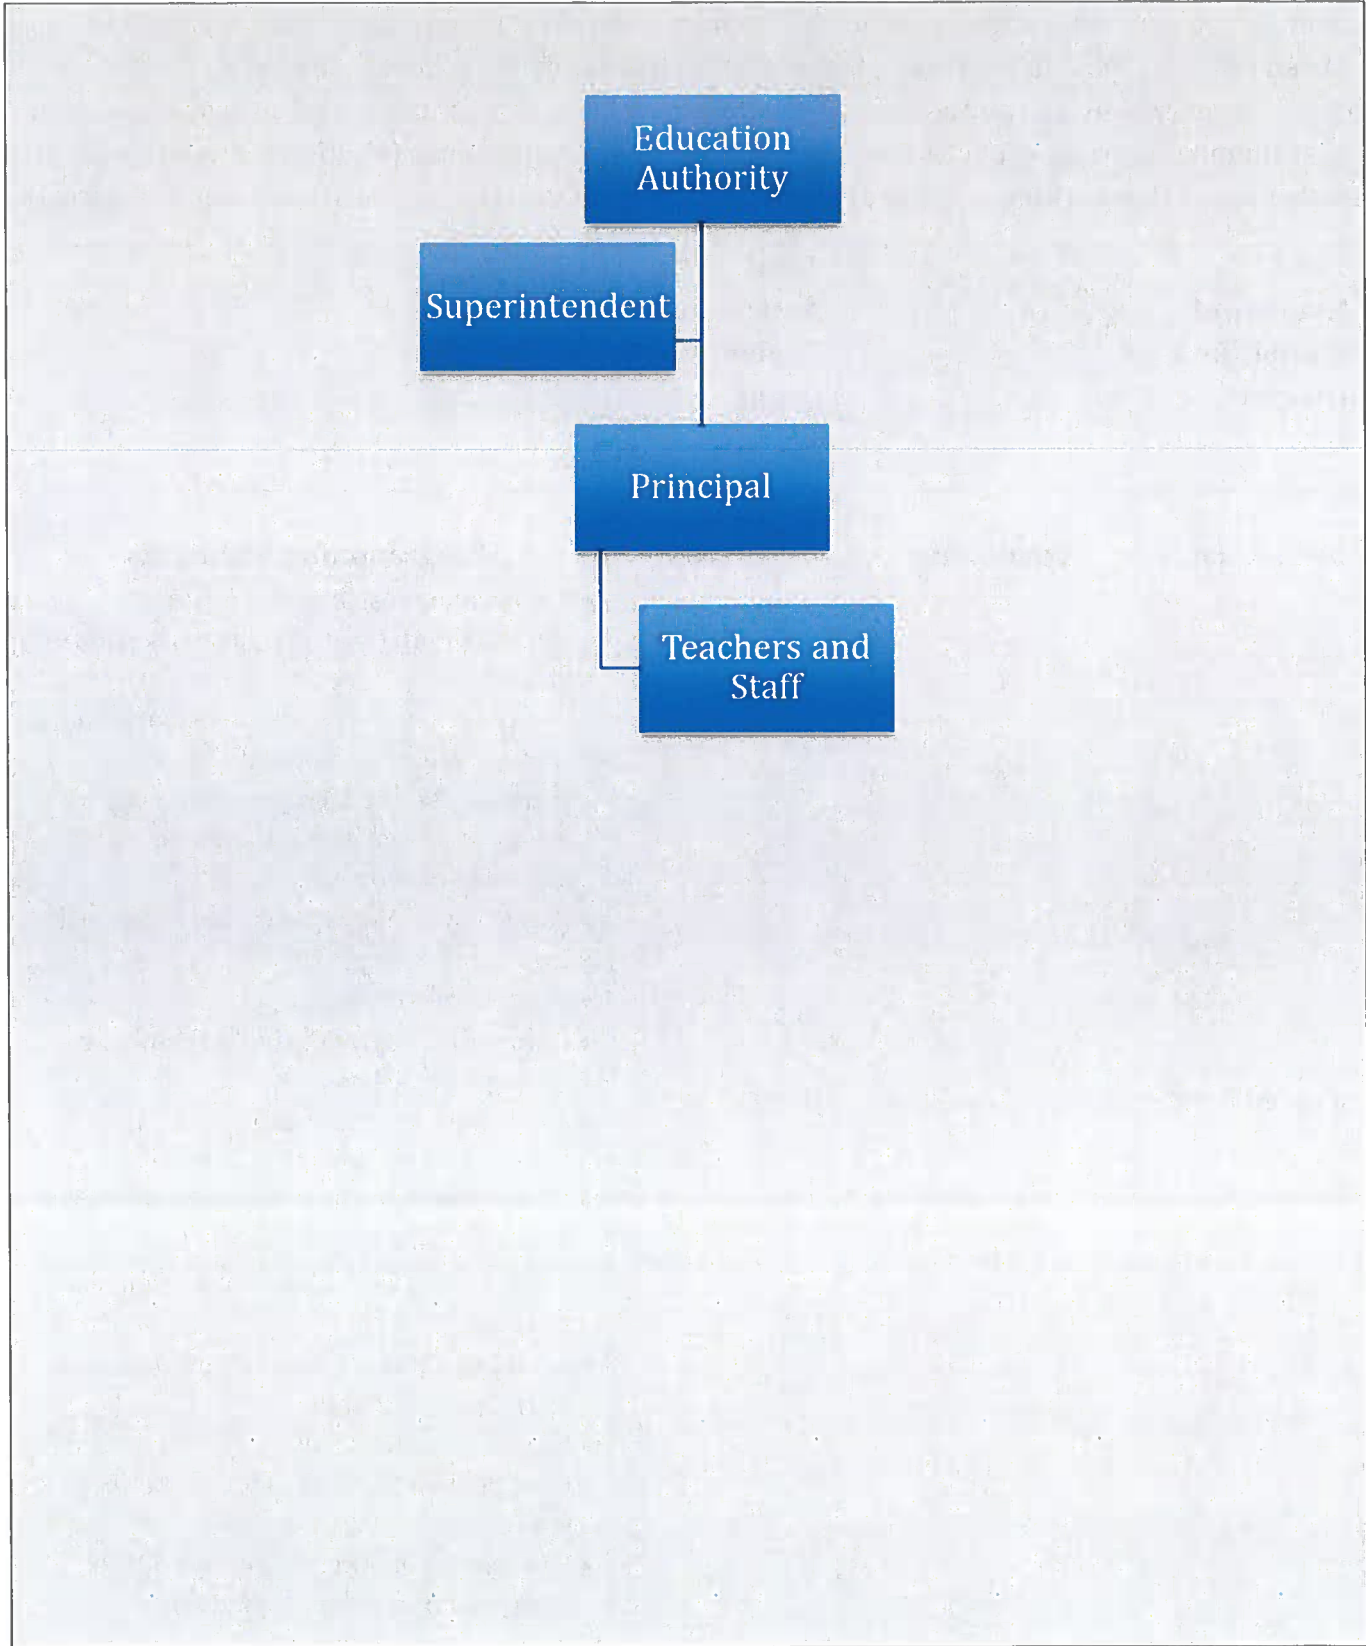 Education
Authority
Superintendent
Principal
Teachers and
Staff